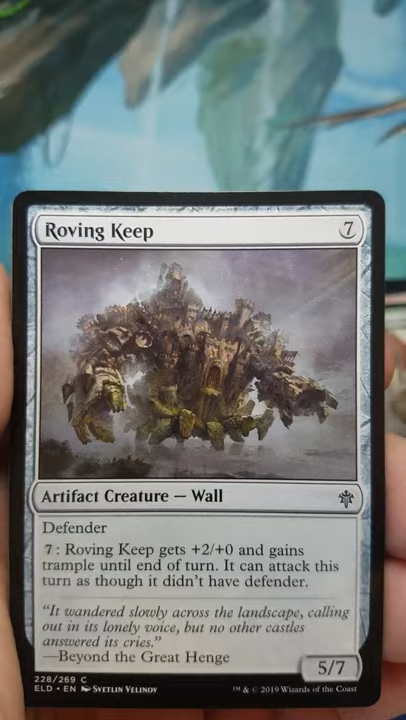 Roving Keep 7
Artifact Creature — Wall
Defender
7: Roving Keep gets +2/+0 and gains
trample until end of turn. It can attack this
turn as though it didn't have defender.
"It wandered slowly across the landscape, calling
out in its lonely voice, but no other castles
answered its cries."
—Beyond the Great Henge
5/7
228/269 C
ELD • EN Svetlin Velinov ™ & © 2019 Wizards of the Coast